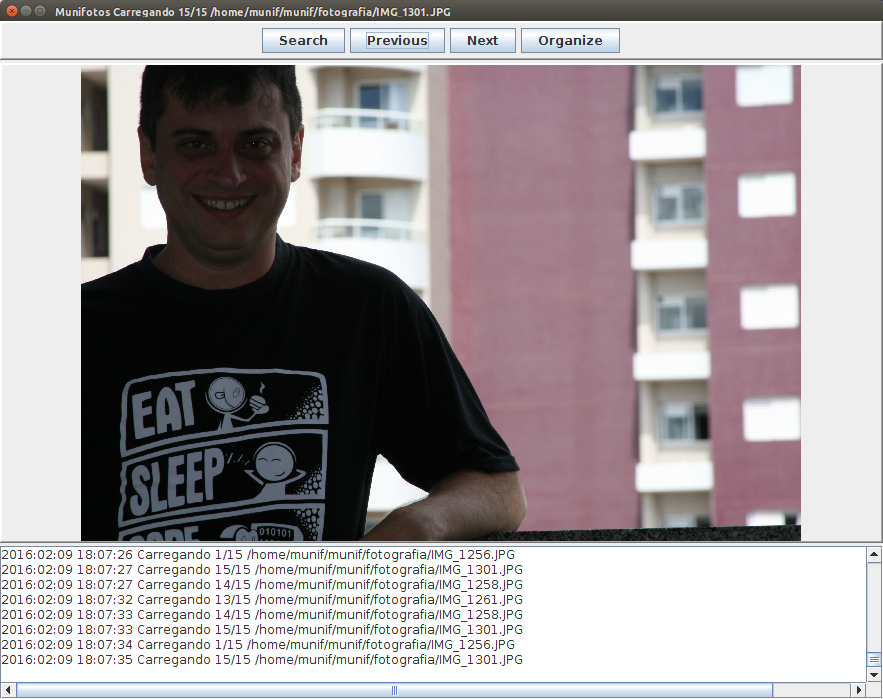 Munifotos Carregando 15/15 /home/munif/munif/fotografia/IMG_1301.JPG
Search Previous Next Organize
EAT
SLEEP
CODE
010101
2016:02:09 18:07:26 Carregando 1/15 /home/munif/munif/fotografia/IMG_1256.JPG
2016:02:09 18:07:27 Carregando 15/15 /home/munif/munif/fotografia/IMG_1301.JPG
2016:02:09 18:07:27 Carregando 14/15 /home/munif/munif/fotografia/IMG_1258.JPG
2016:02:09 18:07:32 Carregando 13/15 /home/munif/munif/fotografia/IMG_1261.JPG
2016:02:09 18:07:33 Carregando 14/15 /home/munif/munif/fotografia/IMG_1258.JPG
2016:02:09 18:07:33 Carregando 15/15 /home/munif/munif/fotografia/IMG_1301.JPG
2016:02:09 18:07:34 Carregando 1/15 /home/munif/munif/fotografia/IMG_1256.JPG
2016:02:09 18:07:35 Carregando 15/15 /home/munif/munif/fotografia/IMG_1301.JPG